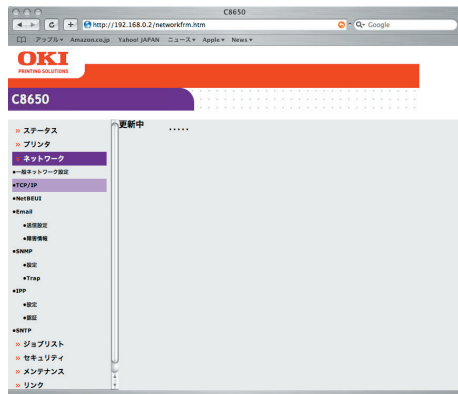 C8650
http://192.168.0.2/networkfrm.htm
Q- Google
アップル▾ Amazon.co.jp Yahoo! JAPAN ニュース▾ Apple▾ News▾
OKI
PRINTING SOLUTIONS
C8650
» ステータス
» プリンタ
» ネットワーク
•一般ネットワーク設定
•TCP/IP
•NetBEUI
•Email
•送信設定
•障害情報
•SNMP
•設定
•Trap
•IPP
•設定
•認証
•SNTP
» ジョブリスト
» セキュリティ
» メンテナンス
» リンク
更新中 .....